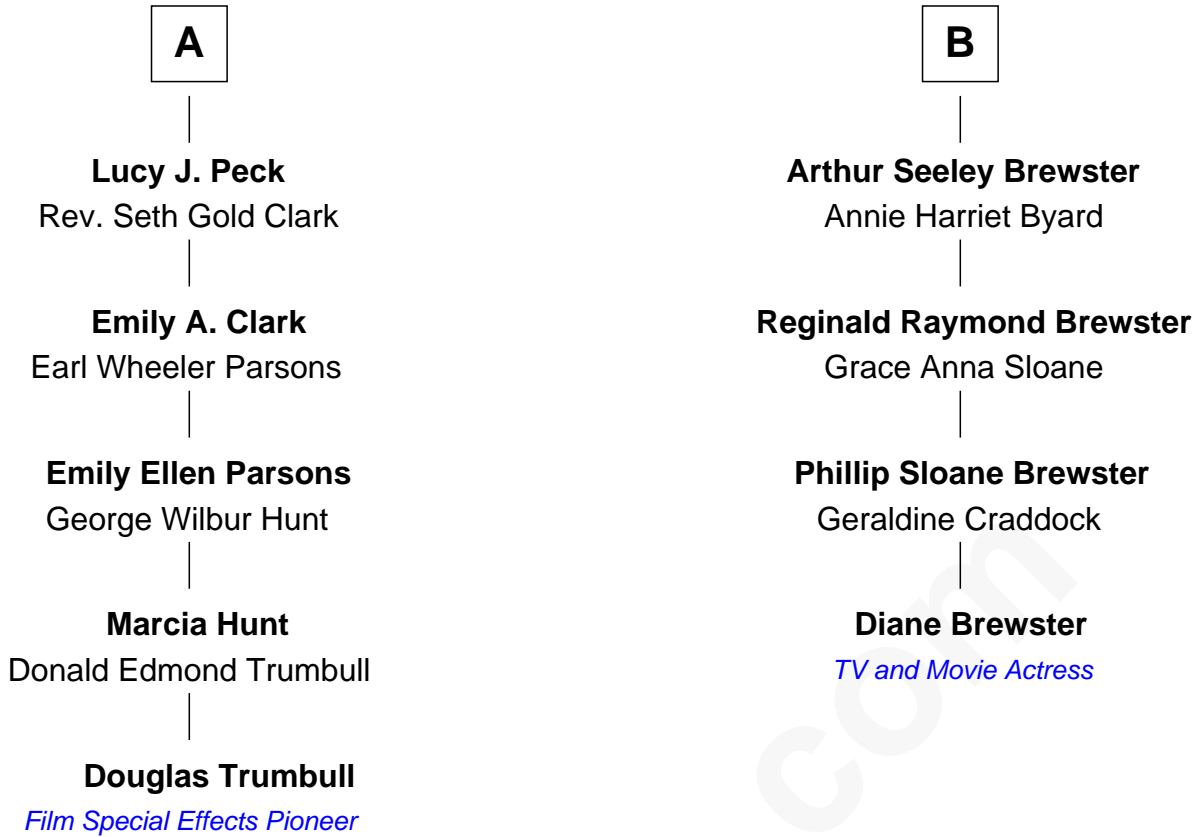 A
Lucy J. Peck
Rev. Seth Gold Clark
Emily A. Clark
Earl Wheeler Parsons
Emily Ellen Parsons
George Wilbur Hunt
Marcia Hunt
Donald Edmond Trumbull
Douglas Trumbull
Film Special Effects Pioneer
B
Arthur Seeley Brewster
Annie Harriet Byard
Reginald Raymond Brewster
Grace Anna Sloane
Phillip Sloane Brewster
Geraldine Craddock
Diane Brewster
TV and Movie Actress
com